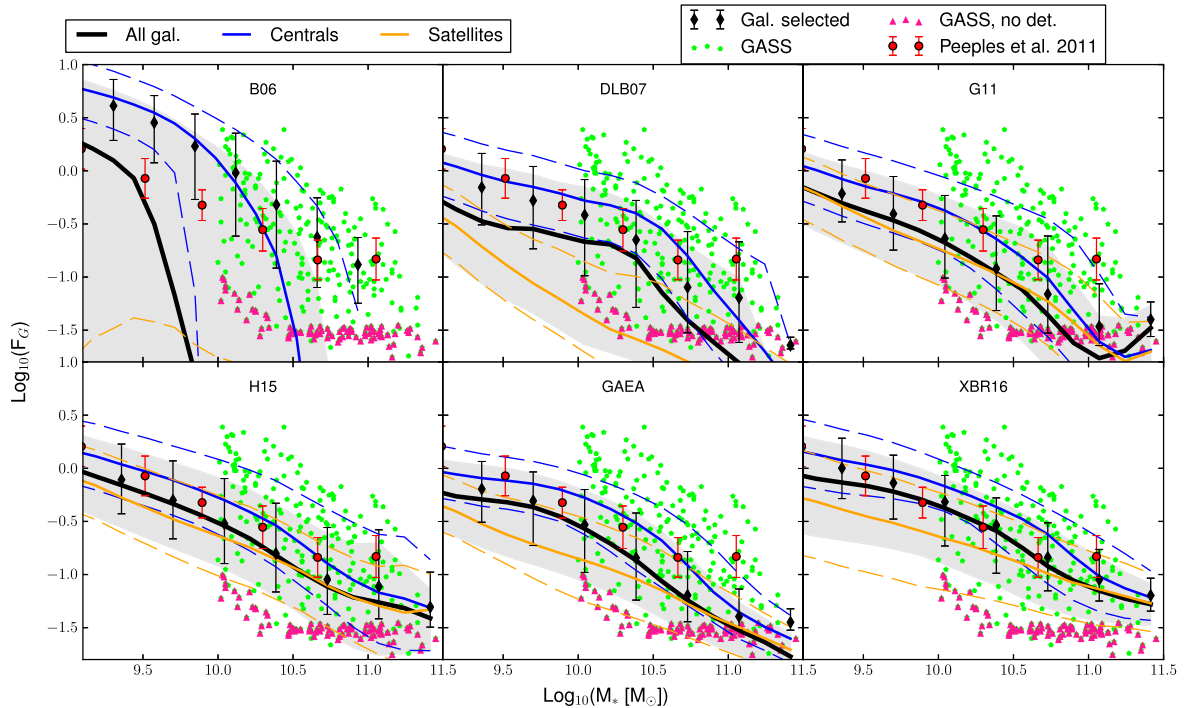 All gal. Centrals Satellites
Gal. selected GASS, no det.
GASS Peeples et al. 2011
B06 DLB07 G11
1.0
0.5
0.0
−0.5
−1.0
−1.5
1.0
H15 GAEA XBR16
0.5
0.0
−0.5
−1.0
−1.5
9.5 10.0 10.5 11.0 11.5 9.5 10.0 10.5 11.0 11.5 9.5 10.0 10.5 11.0 11.5
Log₁₀(F_G)
Log₁₀(M_* [M_⊙])